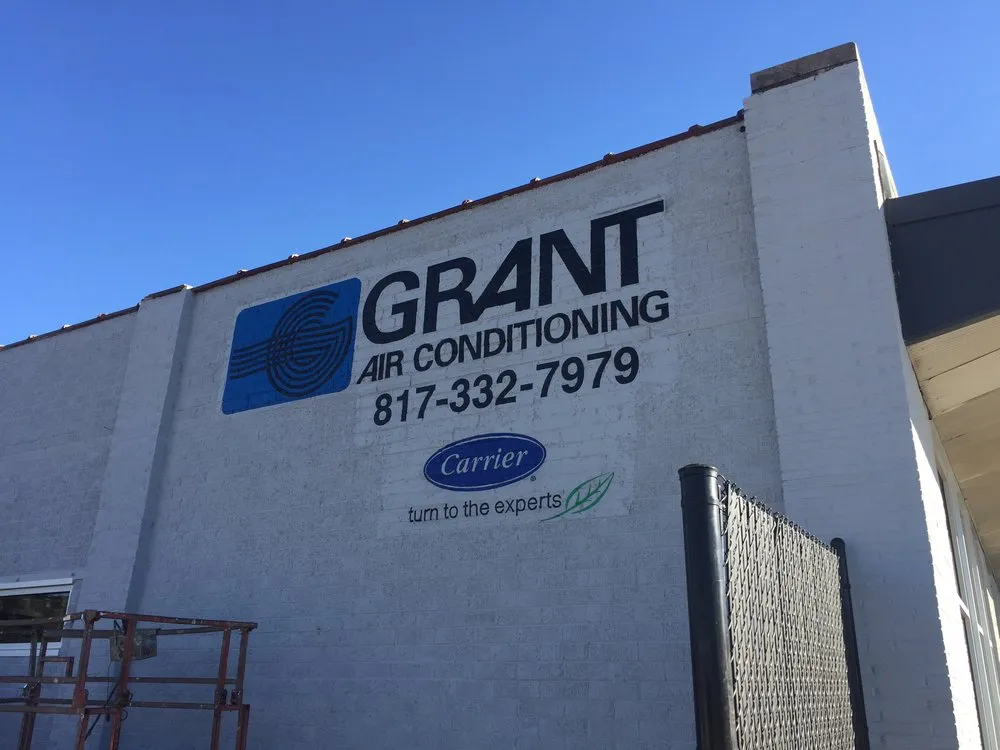 GRANT
AIR CONDITIONING
817-332-7979
Carrier®
turn to the experts